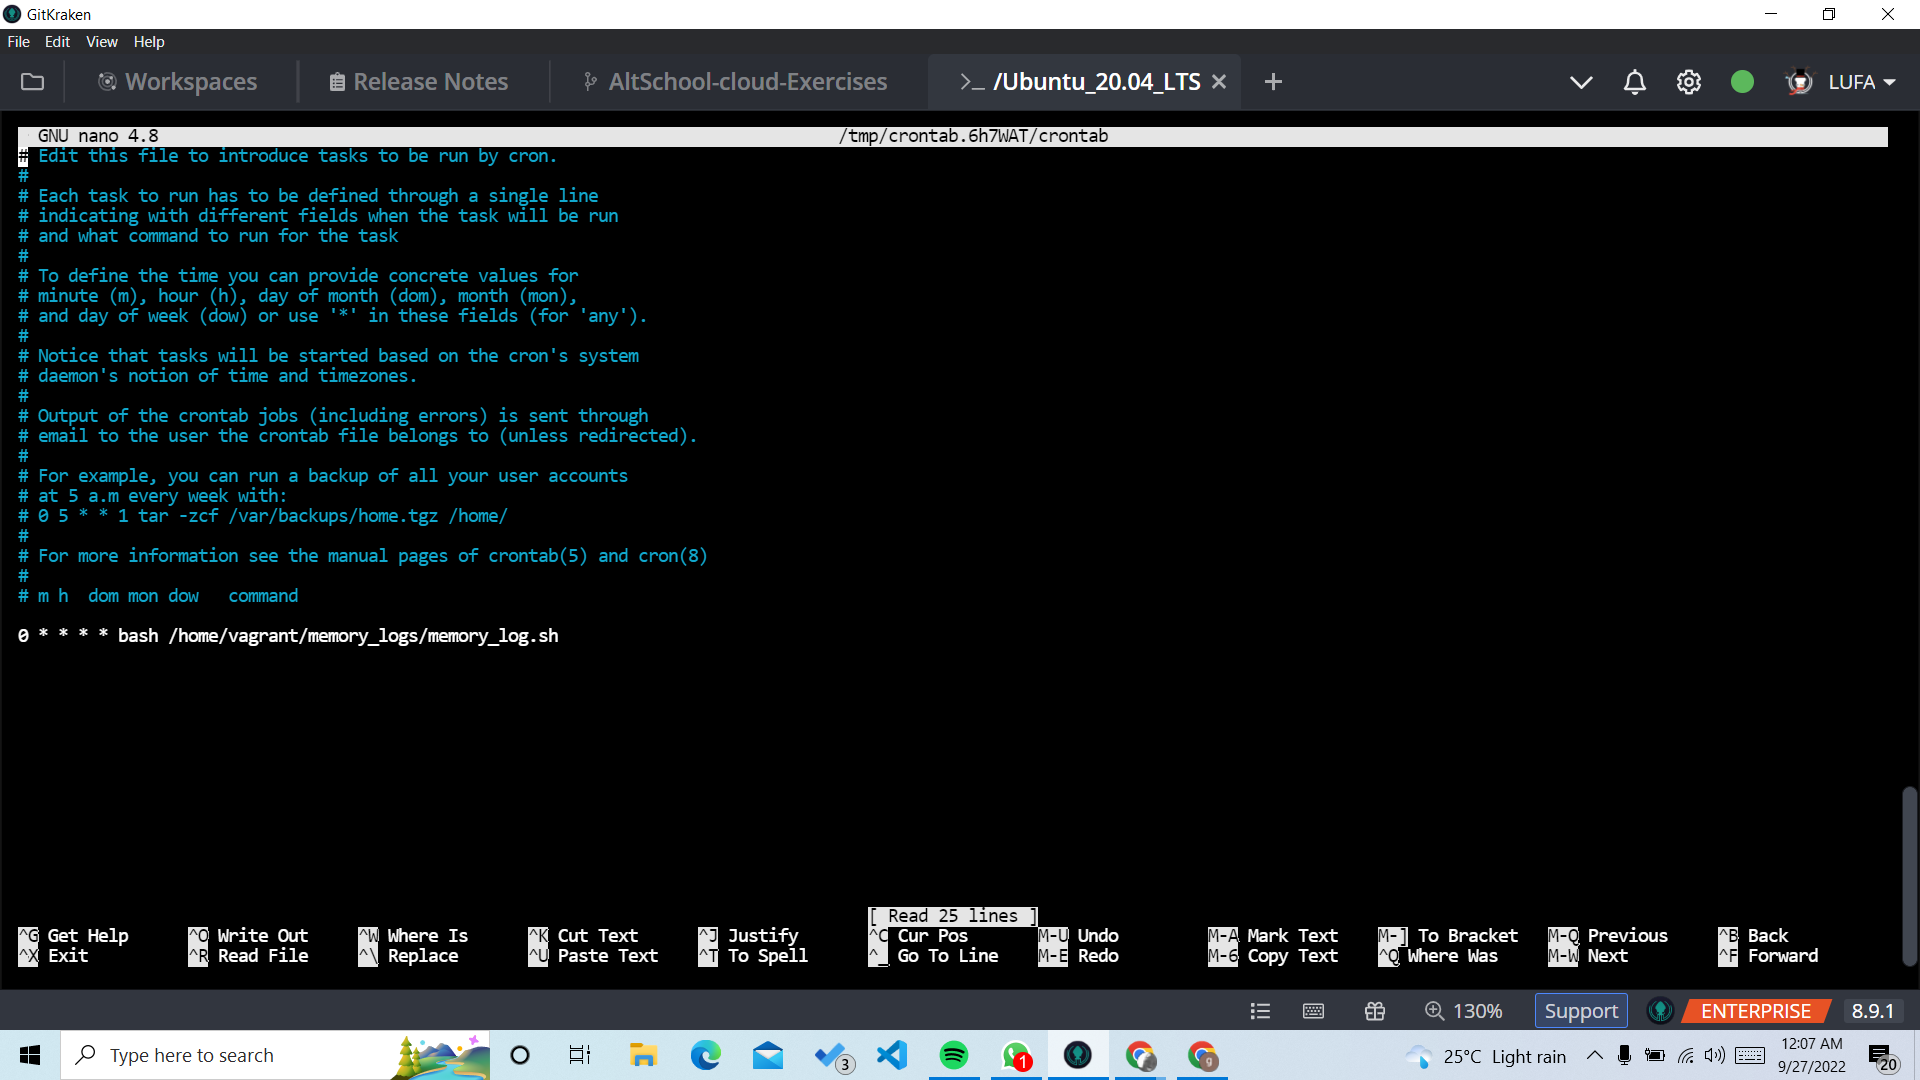 GitKraken
File Edit View Help
Workspaces Release Notes AltSchool-cloud-Exercises >_ /Ubuntu_20.04_LTS LUFA
GNU nano 4.8 /tmp/crontab.6h7WAT/crontab
# Edit this file to introduce tasks to be run by cron.
#
# Each task to run has to be defined through a single line
# indicating with different fields when the task will be run
# and what command to run for the task
#
# To define the time you can provide concrete values for
# minute (m), hour (h), day of month (dom), month (mon),
# and day of week (dow) or use '*' in these fields (for 'any').
#
# Notice that tasks will be started based on the cron's system
# daemon's notion of time and timezones.
#
# Output of the crontab jobs (including errors) is sent through
# email to the user the crontab file belongs to (unless redirected).
#
# For example, you can run a backup of all your user accounts
# at 5 a.m every week with:
# 0 5 * * 1 tar -zcf /var/backups/home.tgz /home/
#
# For more information see the manual pages of crontab(5) and cron(8)
#
# m h  dom mon dow   command
0 * * * * bash /home/vagrant/memory_logs/memory_log.sh
[ Read 25 lines ]
^G Get Help ^O Write Out ^W Where Is ^K Cut Text ^J Justify ^C Cur Pos M-U Undo M-A Mark Text M-] To Bracket M-Q Previous ^B Back
^X Exit ^R Read File ^\ Replace ^U Paste Text ^T To Spell ^_ Go To Line M-E Redo M-6 Copy Text ^Q Where Was M-W Next ^F Forward
130% Support ENTERPRISE 8.9.1
Type here to search 3 1 g 25°C Light rain 12:07 AM
9/27/2022 20